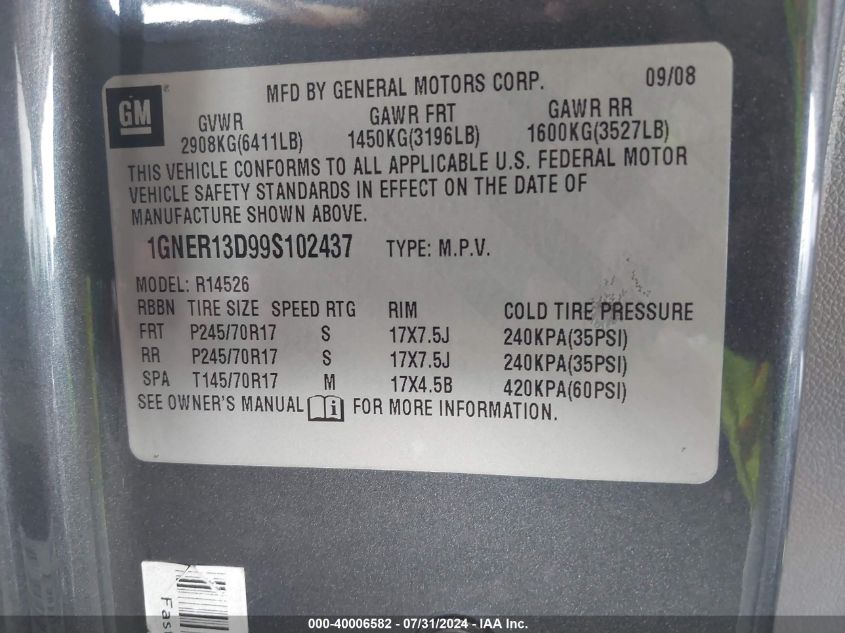 GM
MFD BY GENERAL MOTORS CORP. 09/08
GVWR GAWR FRT GAWR RR
2908KG(6411LB) 1450KG(3196LB) 1600KG(3527LB)
THIS VEHICLE CONFORMS TO ALL APPLICABLE U.S. FEDERAL MOTOR
VEHICLE SAFETY STANDARDS IN EFFECT ON THE DATE OF
MANUFACTURE SHOWN ABOVE.
1GNER13D99S102437 TYPE: M.P.V.
MODEL: R14526
RBBN TIRE SIZE SPEED RTG RIM COLD TIRE PRESSURE
FRT P245/70R17 S 17X7.5J 240KPA(35PSI)
RR P245/70R17 S 17X7.5J 240KPA(35PSI)
SPA T145/70R17 M 17X4.5B 420KPA(60PSI)
SEE OWNER'S MANUAL i FOR MORE INFORMATION.
Fas
000-40006582 - 07/31/2024 - IAA Inc.